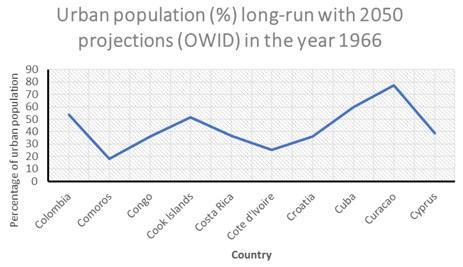 Urban population (%) long-run with 2050
projections (OWID) in the year 1966
Percentage of urban population
90
80
70
60
50
40
30
20
10
0
Colombia
Comoros
Congo
Cook Islands
Costa Rica
Cote d'Ivoire
Croatia
Cuba
Curacao
Cyprus
Country